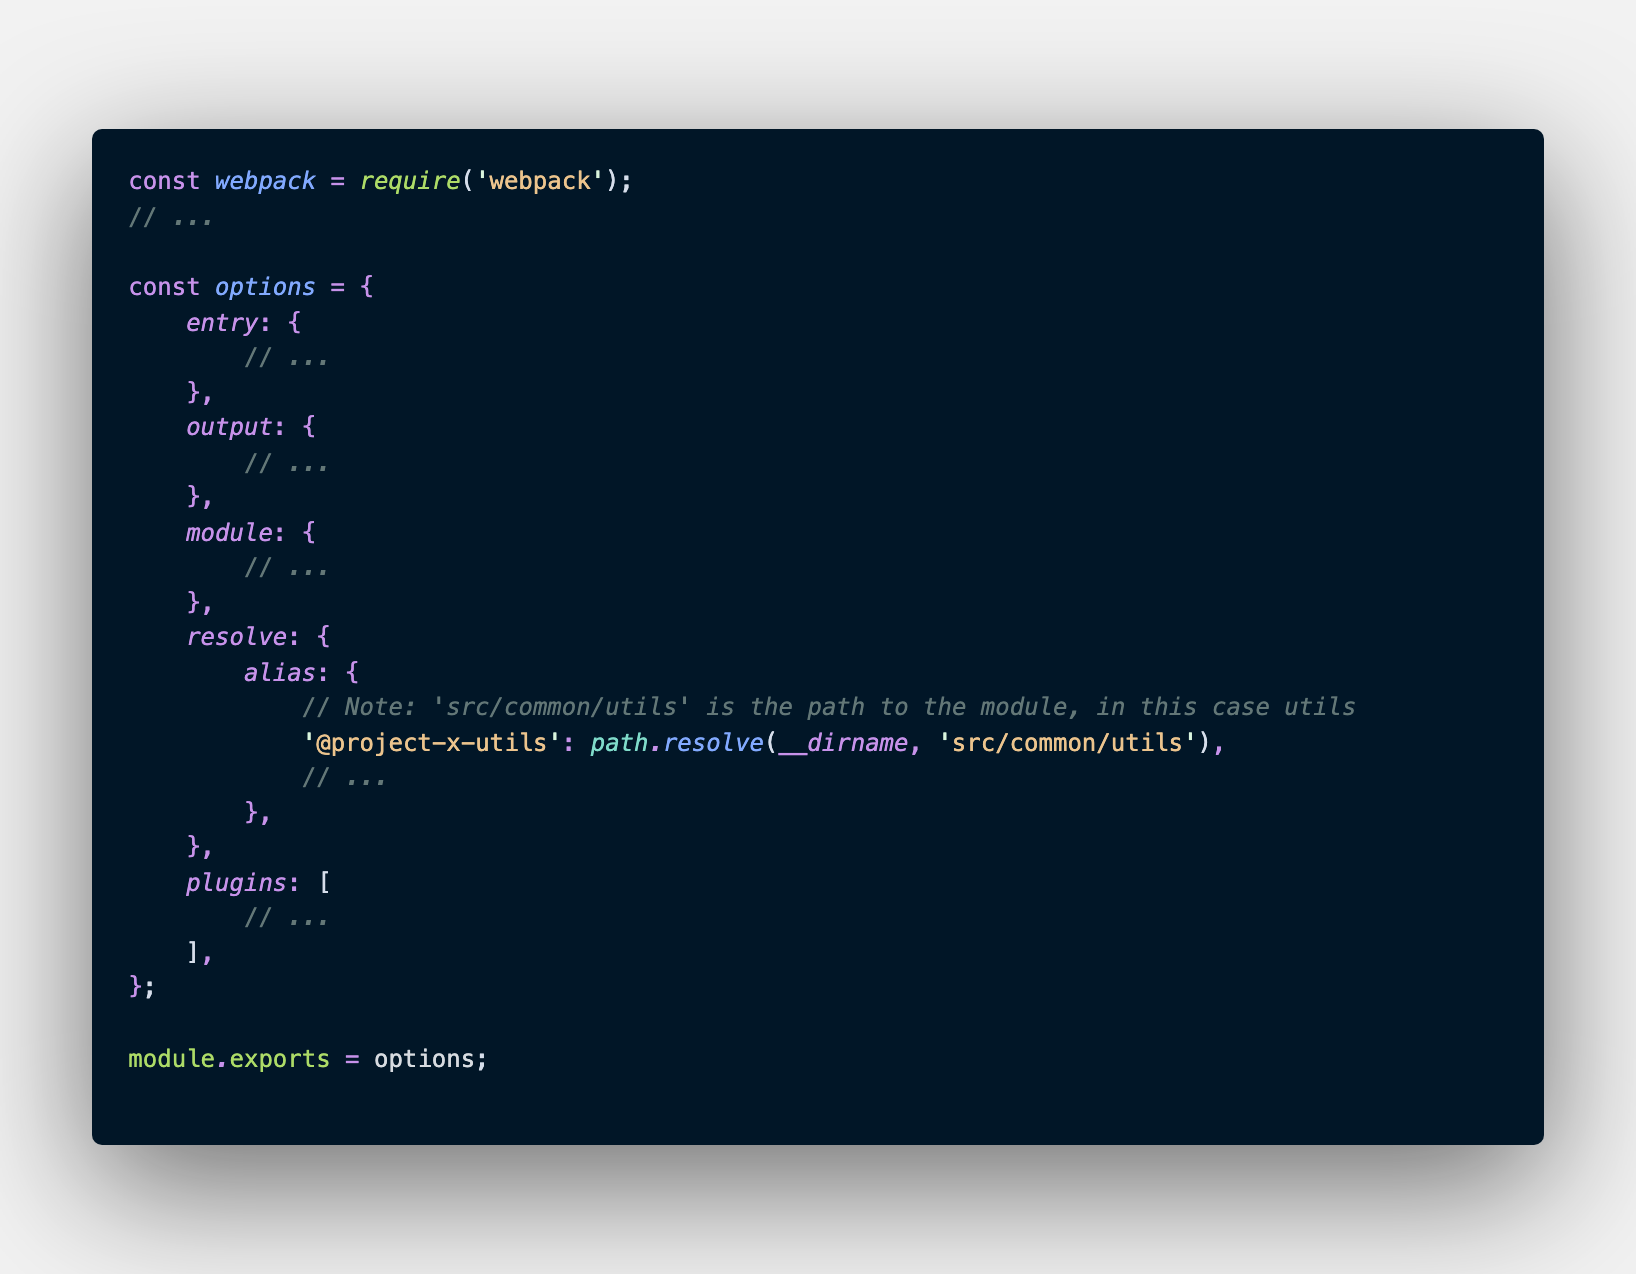 const webpack = require('webpack');
// ...

const options = {
    entry: {
        // ...
    },
    output: {
        // ...
    },
    module: {
        // ...
    },
    resolve: {
        alias: {
            // Note: 'src/common/utils' is the path to the module, in this case utils
            '@project-x-utils': path.resolve(__dirname, 'src/common/utils'),
            // ...
        },
    },
    plugins: [
        // ...
    ],
};

module.exports = options;